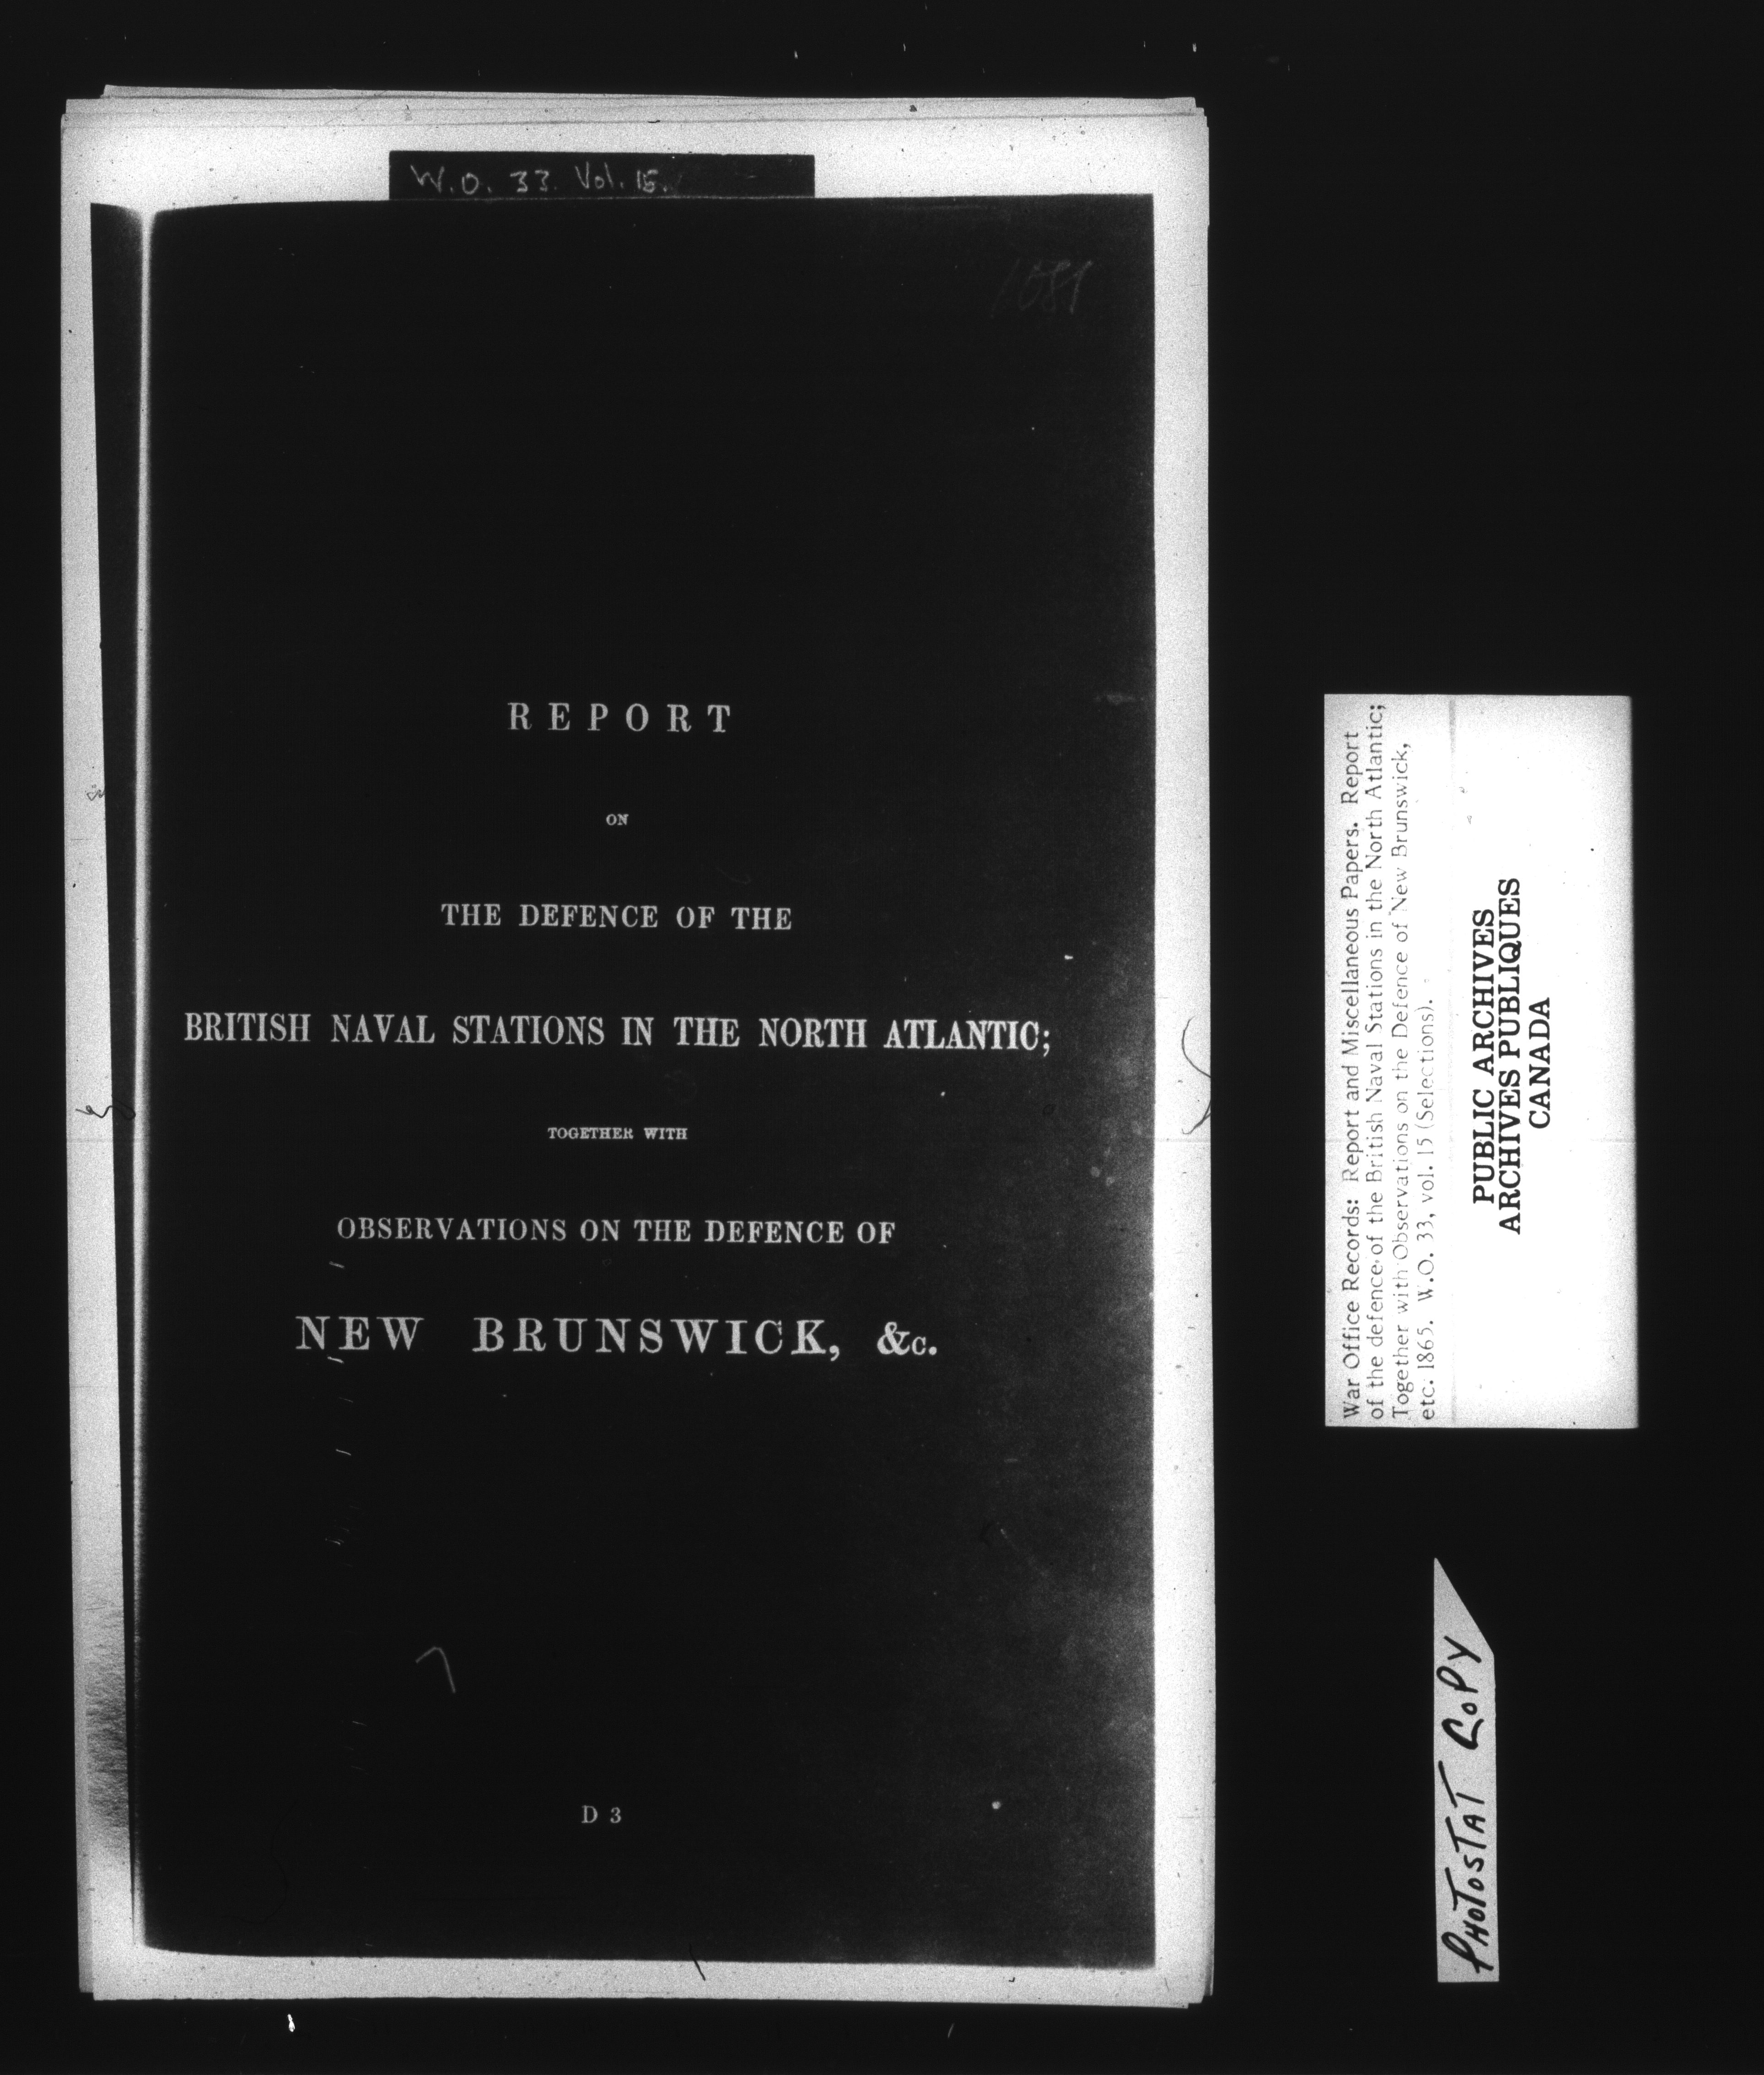 W.O. 33. Vol. 15.
REPORT
ON
THE DEFENCE OF THE
BRITISH NAVAL STATIONS IN THE NORTH ATLANTIC;
TOGETHER WITH
OBSERVATIONS ON THE DEFENCE OF
NEW BRUNSWICK, &c.
D 3
War Office Records: Report and Miscellaneous Papers. Report
of the defence of the British Naval Stations in the North Atlantic;
Together with Observations on the Defence of New Brunswick,
etc. 1865. W.O. 33, vol. 15 (Selections).
PUBLIC ARCHIVES
ARCHIVES PUBLIQUES
CANADA
PHOTOSTAT COPY